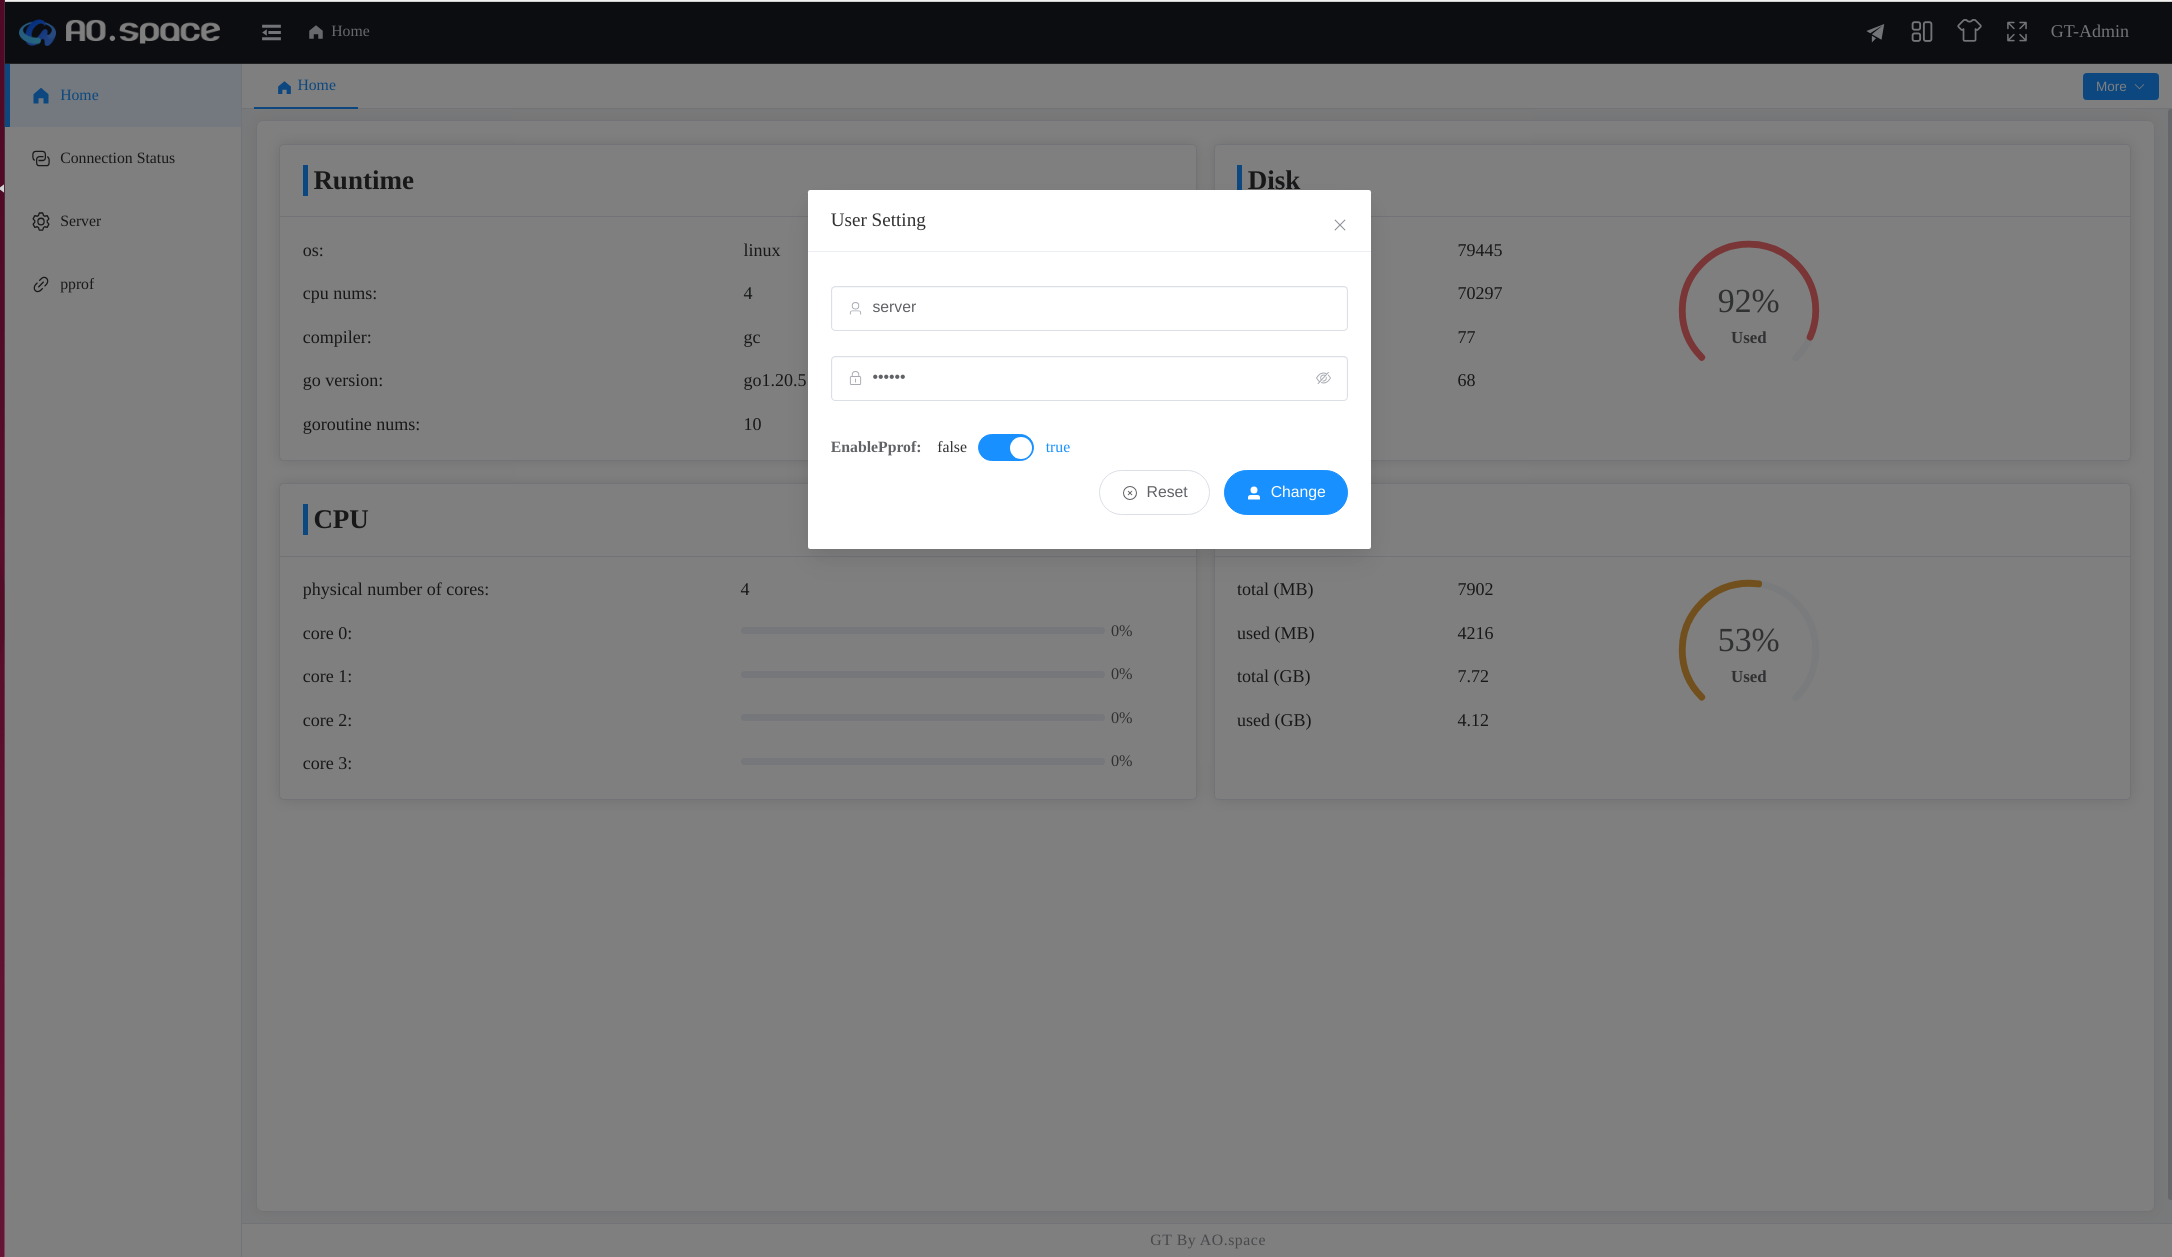 AO.space
Home
GT-Admin
Home
Connection Status
Server
pprof
Home
More
Runtime
os: linux
cpu nums: 4
compiler: gc
go version: go1.20.5
goroutine nums: 10
Disk
79445
70297
77
68
92%
Used
User Setting
server
••••••
EnablePprof: false true
Reset
Change
CPU
physical number of cores: 4
core 0: 0%
core 1: 0%
core 2: 0%
core 3: 0%
total (MB) 7902
used (MB) 4216
total (GB) 7.72
used (GB) 4.12
53%
Used
GT By AO.space